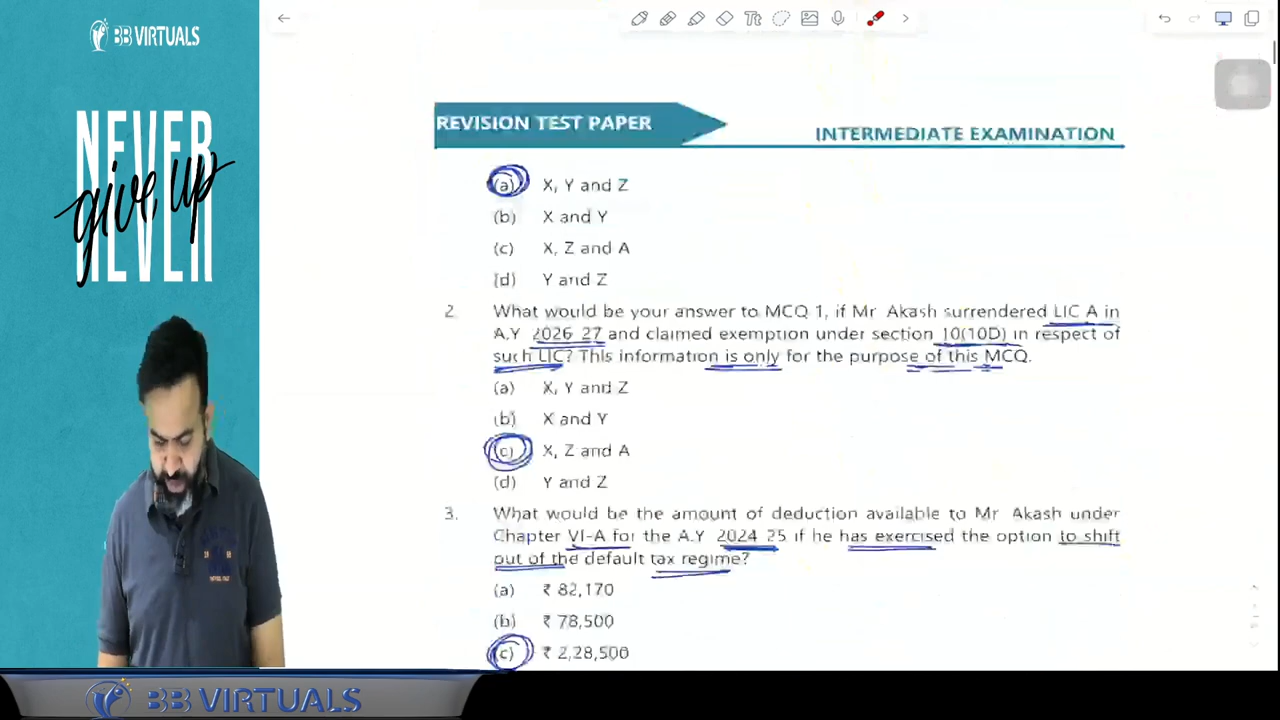 BB VIRTUALS
NEVER
give up
NEVER
REVISION TEST PAPER
INTERMEDIATE EXAMINATION
(a) X, Y and Z
(b) X and Y
(c) X, Z and A
(d) Y and Z
2. What would be your answer to MCQ 1, if Mr Akash surrendered LIC A in
A.Y 2026 27 and claimed exemption under section 10(10D) in respect of
such LIC? This information is only for the purpose of this MCQ.
(a) X, Y and Z
(b) X and Y
(c) X, Z and A
(d) Y and Z
3. What would be the amount of deduction available to Mr Akash under
Chapter VI-A for the A.Y 2024 25 if he has exercised the option to shift
out of the default tax regime?
(a) ₹ 82,170
(b) ₹ 78,500
(c) ₹ 2,28,500
BB VIRTUALS